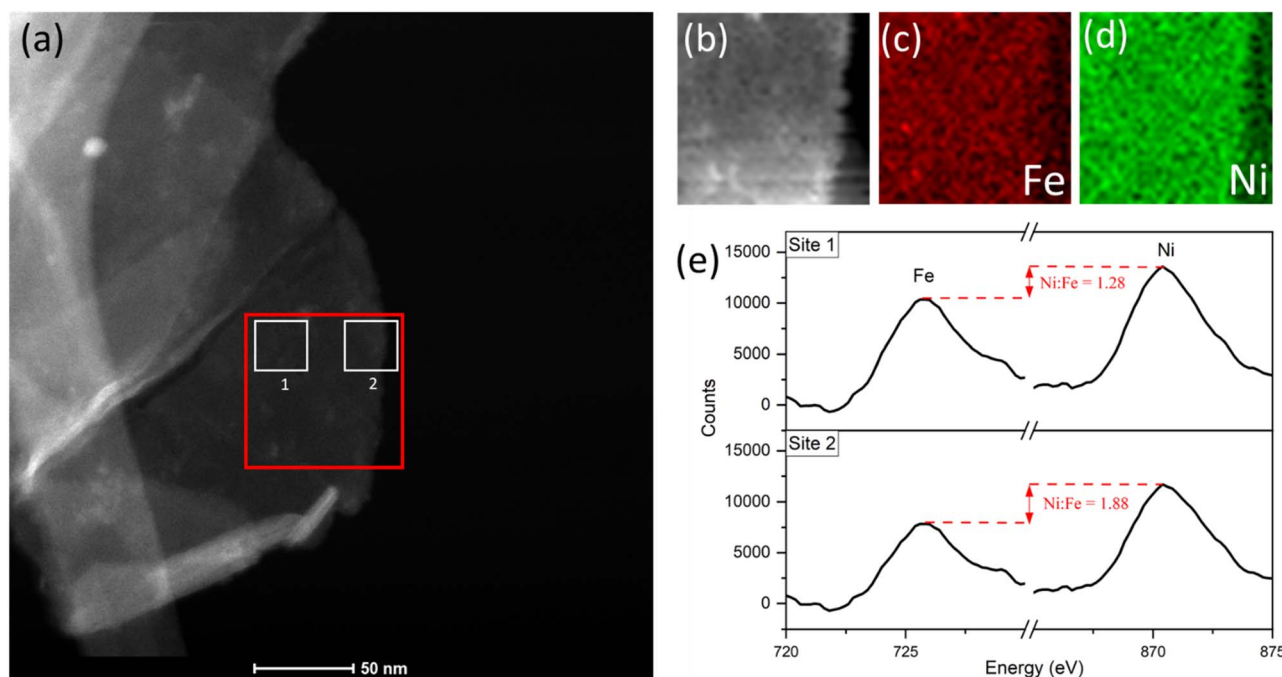 (a)
1
2
50 nm
(b)
(c)
Fe
(d)
Ni
(e)
Site 1
Fe
Ni
Ni:Fe = 1.28
15000
10000
5000
0
Site 2
Ni:Fe = 1.88
15000
10000
5000
0
Counts
720
725
870
875
Energy (eV)